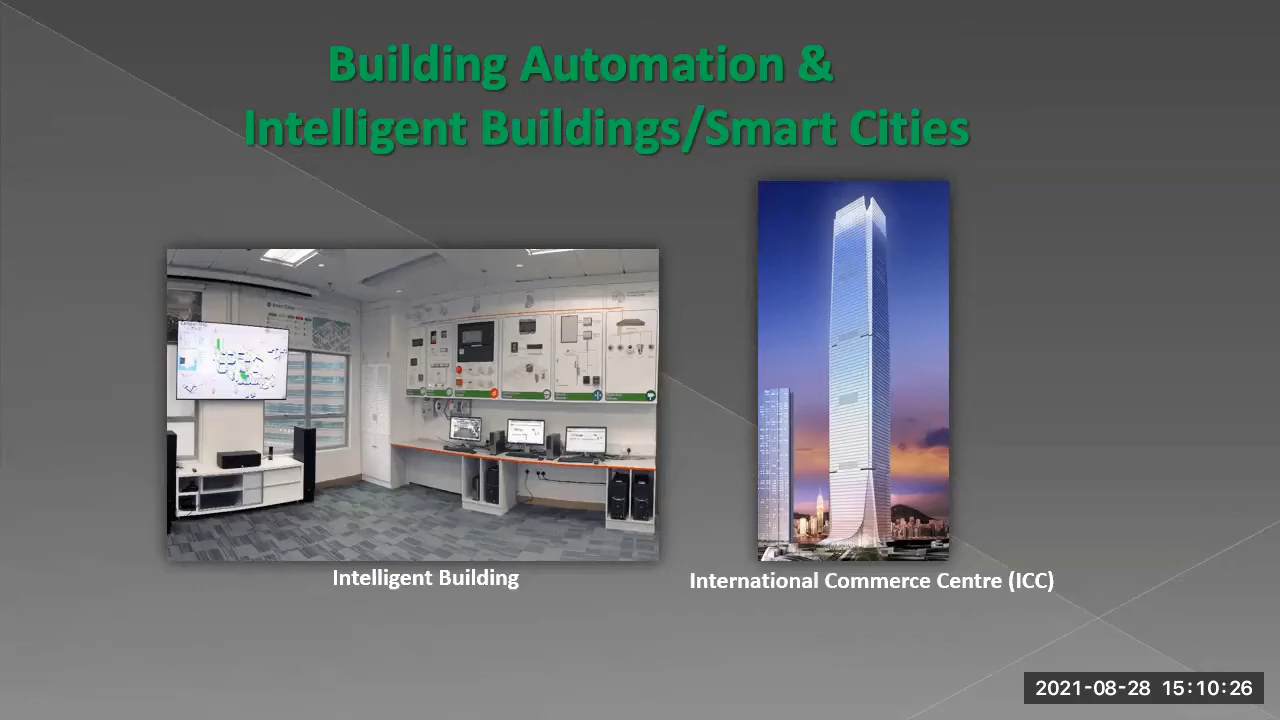 Building Automation &
Intelligent Buildings/Smart Cities
Intelligent Building
International Commerce Centre (ICC)
2021-08-28 15:10:26